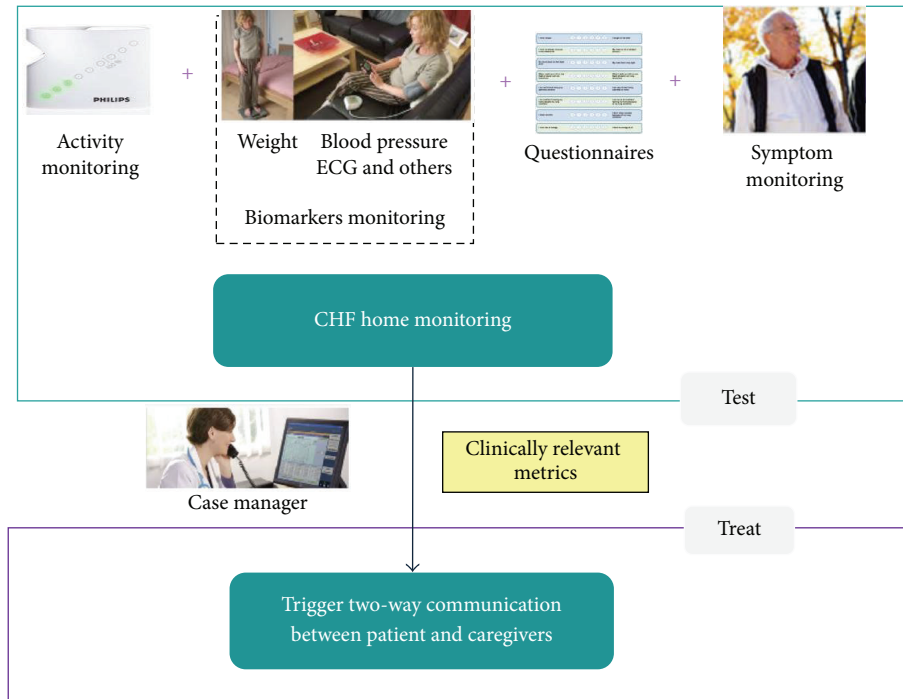 PHILIPS
+
+
+
Activity
monitoring
Weight
Blood pressure
ECG and others
Questionnaires
Symptom
monitoring
Biomarkers monitoring
CHF home monitoring
Test
Clinically relevant
metrics
Case manager
Treat
Trigger two-way communication
between patient and caregivers